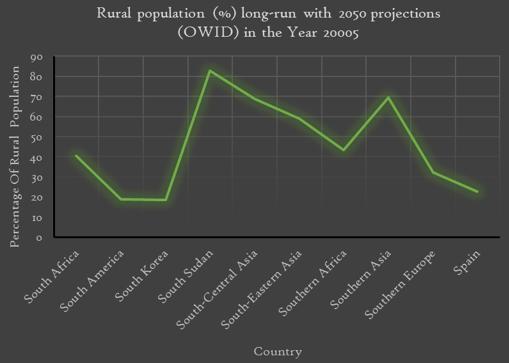 Rural population (%) long-run with 2050 projections
(OWID) in the Year 20005
90
80
70
60
50
40
30
20
10
0
Percentage Of Rural Population
South Africa
South America
South Korea
South Sudan
South-Central Asia
South-Eastern Asia
Southern Africa
Southern Asia
Southern Europe
Spain
Country